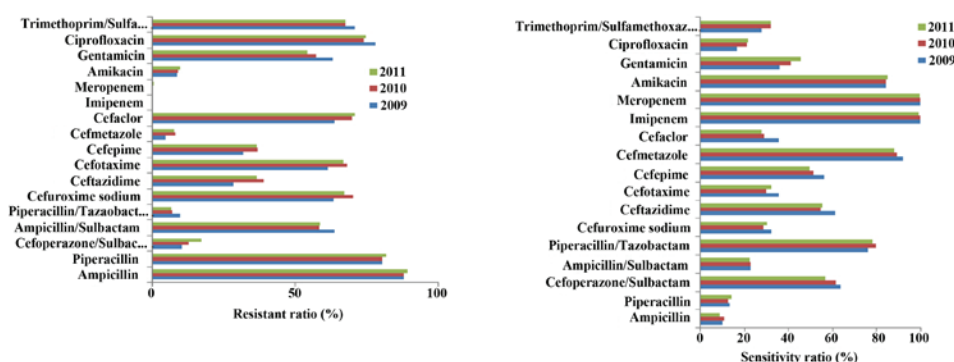 Trimethoprim/Sulfa...
Ciprofloxacin
Gentamicin
Amikacin
Meropenem
Imipenem
Cefaclor
Cefmetazole
Cefepime
Cefotaxime
Ceftazidime
Cefuroxime sodium
Piperacillin/Tazaobact...
Ampicillin/Sulbactam
Cefoperazone/Sulbac...
Piperacillin
Ampicillin
2011
2010
2009
0
50
100
Resistant ratio (%)
Trimethoprim/Sulfamethoxaz...
Ciprofloxacin
Gentamicin
Amikacin
Meropenem
Imipenem
Cefaclor
Cefmetazole
Cefepime
Cefotaxime
Ceftazidime
Cefuroxime sodium
Piperacillin/Tazobactam
Ampicillin/Sulbactam
Cefoperazone/Sulbactam
Piperacillin
Ampicillin
2011
2010
2009
0
20
40
60
80
100
Sensitivity ratio (%)